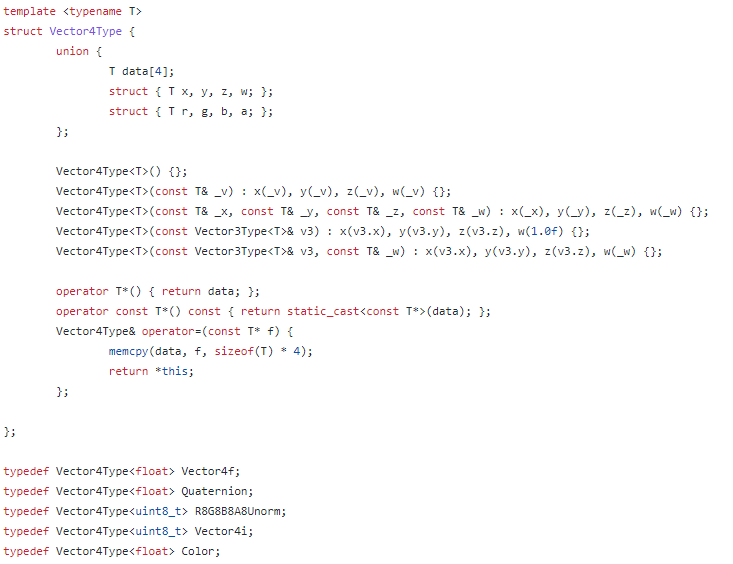 template <typename T>
struct Vector4Type {
union {
T data[4];
struct { T x, y, z, w; };
struct { T r, g, b, a; };
};
Vector4Type<T>() {};
Vector4Type<T>(const T& _v) : x(_v), y(_v), z(_v), w(_v) {};
Vector4Type<T>(const T& _x, const T& _y, const T& _z, const T& _w) : x(_x), y(_y), z(_z), w(_w) {};
Vector4Type<T>(const Vector3Type<T>& v3) : x(v3.x), y(v3.y), z(v3.z), w(1.0f) {};
Vector4Type<T>(const Vector3Type<T>& v3, const T& _w) : x(v3.x), y(v3.y), z(v3.z), w(_w) {};
operator T*() { return data; };
operator const T*() const { return static_cast<const T*>(data); };
Vector4Type& operator=(const T* f) {
memcpy(data, f, sizeof(T) * 4);
return *this;
};
};
typedef Vector4Type<float> Vector4f;
typedef Vector4Type<float> Quaternion;
typedef Vector4Type<uint8_t> R8G8B8A8Unorm;
typedef Vector4Type<uint8_t> Vector4i;
typedef Vector4Type<float> Color;